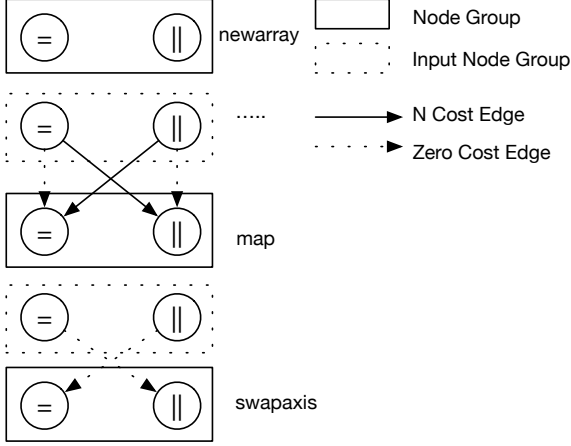 = || newarray
Node Group
Input Node Group
= || .....
N Cost Edge
Zero Cost Edge
= || map
= ||
= || swapaxis